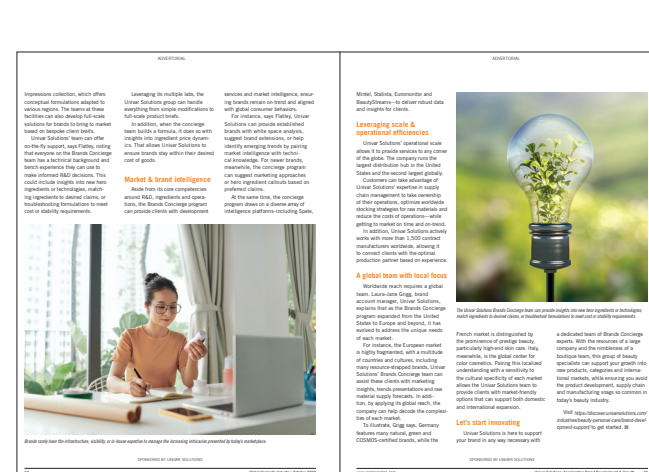 ADVERTORIAL
Impressions collection, which offers
conceptual formulations adapted to
various regions. The teams at these
facilities can also develop full-scale
solutions for brands to bring to market
based on bespoke client briefs.
Univar Solutions' team can offer
on-the-fly support, says Flatley, noting
that everyone on the Brands Concierge
team has a technical background and
bench experience they can use to
make informed R&D decisions. This
could include insights into new hero
ingredients or technologies, match-
ing ingredients to desired claims, or
troubleshooting formulations to meet
cost or stability requirements.
Leveraging its multiple labs, the
Univar Solutions group can handle
everything from simple modifications to
full-scale product briefs.
In addition, when the concierge
team builds a formula, it does so with
insights into ingredient price dynam-
ics. That allows Univar Solutions to
ensure brands stay within their desired
cost of goods.
Market & brand intelligence
Aside from its core competencies
around R&D, ingredients and opera-
tions, the Brands Concierge program
can provide clients with development
services and market intelligence, ensur-
ing brands remain on-trend and aligned
with global consumer behaviors.
For instance, says Flatley, Univar
Solutions can provide established
brands with white space analysis,
suggest brand extensions, or help
identify emerging trends by pairing
market intelligence with techni-
cal knowledge. For newer brands,
meanwhile, the concierge program
can suggest marketing approaches
or hero ingredient callouts based on
preferred claims.
At the same time, the concierge
program draws on a diverse array of
intelligence platforms—including Spate,
Brands rarely have the infrastructure, visibility, or in-house expertise to manage the increasing intricacies presented by today's marketplace.
SPONSORED BY UNIVAR SOLUTIONS
ADVERTORIAL
Mintel, Statista, Euromonitor and
BeautyStreams—to deliver robust data
and insights for clients.
Leveraging scale &
operational efficiencies
Univar Solutions' operational scale
allows it to provide services to any corner
of the globe. The company runs the
largest distribution hub in the United
States and the second largest globally.
Customers can take advantage of
Univar Solutions' expertise in supply
chain management to take ownership
of their operations, optimize worldwide
stocking strategies for raw materials and
reduce the costs of operations—while
getting to market on time and on-trend.
In addition, Univar Solutions actively
works with more than 1,500 contract
manufacturers worldwide, allowing it
to connect clients with the optimal
production partner based on experience.
A global team with local focus
Worldwide reach requires a global
team. Laura-Jane Grigg, brand
account manager, Univar Solutions,
explains that as the Brands Concierge
program expanded from the United
States to Europe and beyond, it has
evolved to address the unique needs
of each market.
For instance, the European market
is highly fragmented, with a multitude
of countries and cultures, including
many resource-strapped brands. Univar
Solutions' Brands Concierge team can
assist these clients with marketing
insights, trends presentations and raw
material supply forecasts. In addi-
tion, by applying its global reach, the
company can help decode the complexi-
ties of each market.
To illustrate, Grigg says, Germany
features many natural, green and
COSMOS-certified brands, while the
The Univar Solutions Brands Concierge team can provide insights into new hero ingredients or technologies,
match ingredients to desired claims, or troubleshoot formulations to meet cost or stability requirements.
French market is distinguished by
the prominence of prestige beauty,
particularly high-end skin care. Italy,
meanwhile, is the global center for
color cosmetics. Pairing this localized
understanding with a sensitivity to
the cultural specificity of each market
allows the Univar Solutions team to
provide clients with market-friendly
options that can support both domestic
and international expansion.
Let's start innovating
Univar Solutions is here to support
your brand in any way necessary with
a dedicated team of Brands Concierge
experts. With the resources of a large
company and the nimbleness of a
boutique team, this group of beauty
specialists can support your growth into
new products, categories and interna-
tional markets, while ensuring you avoid
the product development, supply chain
and manufacturing snags so common in
today's beauty industry.
Visit https://discover.univarsolutions.com/
industries/beauty-personal-care/brand-devel-
opment-support/ to get started.
SPONSORED BY UNIVAR SOLUTIONS